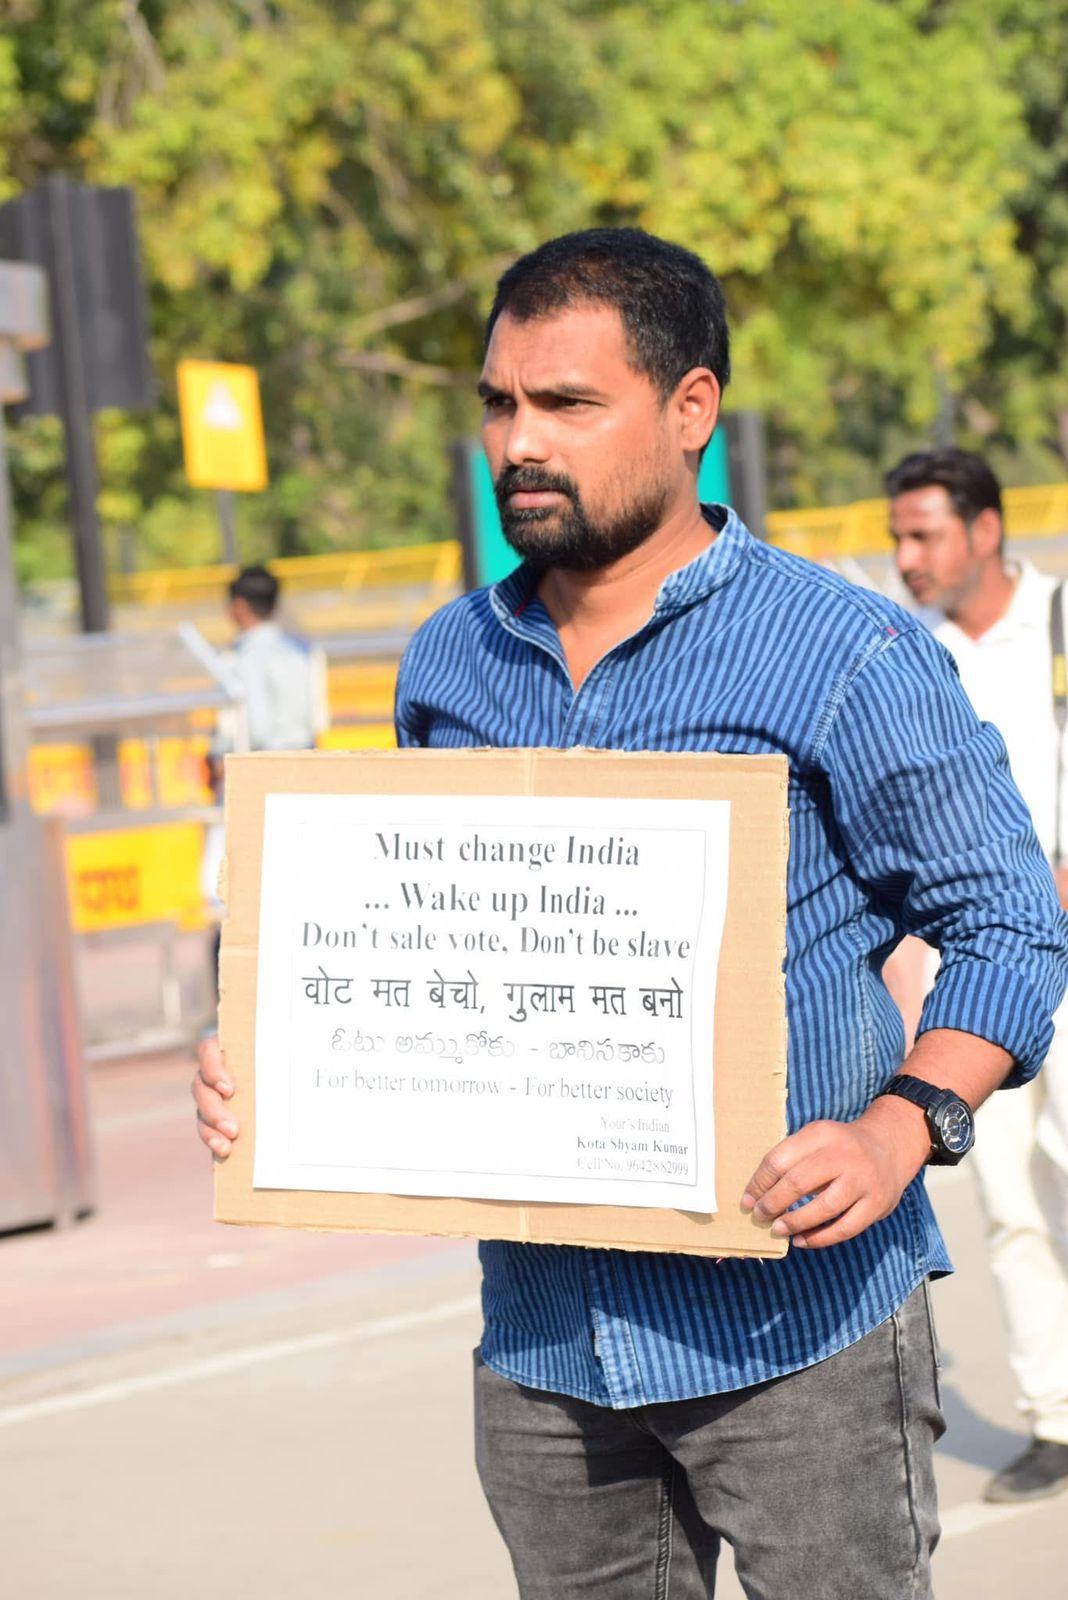 Must change India
... Wake up India ...
Don't sale vote, Don't be slave
वोट मत बेचो, गुलाम मत बनो
ఓటు అమ్ముకోకు - బానిసకాకు
For better tomorrow - For better society
Your's Indian
Kota Shyam Kumar
Cell No. 9642882999